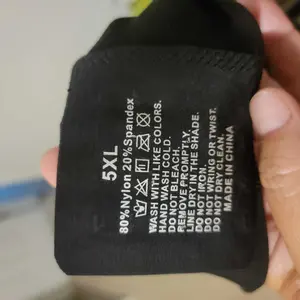 5XL
80%Nylon 20%Spandex
WASH WITH LIKE COLORS.
HAND WASH COLD.
DO NOT BLEACH.
REMOVE PROMPTLY.
LINE DRY IN THE SHADE.
DO NOT IRON.
DO NOT WRING OR TWIST.
DO NOT DRY CLEAN.
MADE IN CHINA